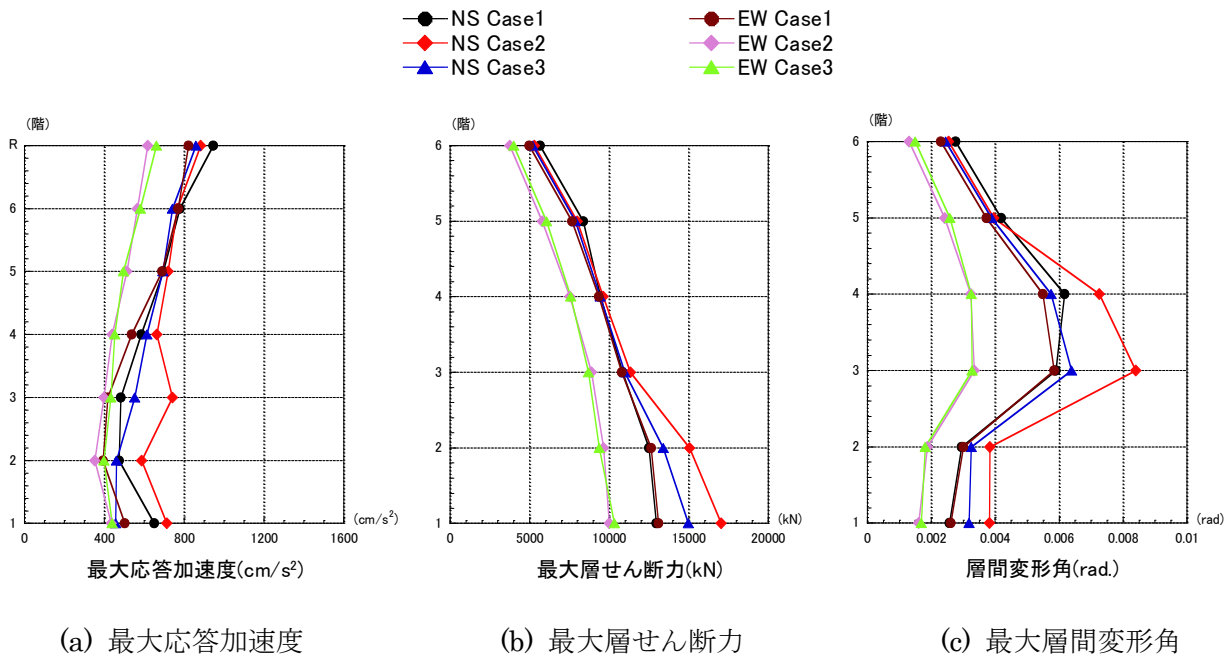 NS Case1
EW Case1
NS Case2
EW Case2
NS Case3
EW Case3
(階)
R
6
5
4
3
2
1
0 400 800 1200 1600
(cm/s²)
最大応答加速度(cm/s²)
(階)
6
5
4
3
2
1
0 5000 10000 15000 20000
(kN)
最大層せん断力(kN)
(階)
6
5
4
3
2
1
0 0.002 0.004 0.006 0.008 0.01
(rad)
層間変形角(rad.)
(a) 最大応答加速度
(b) 最大層せん断力
(c) 最大層間変形角